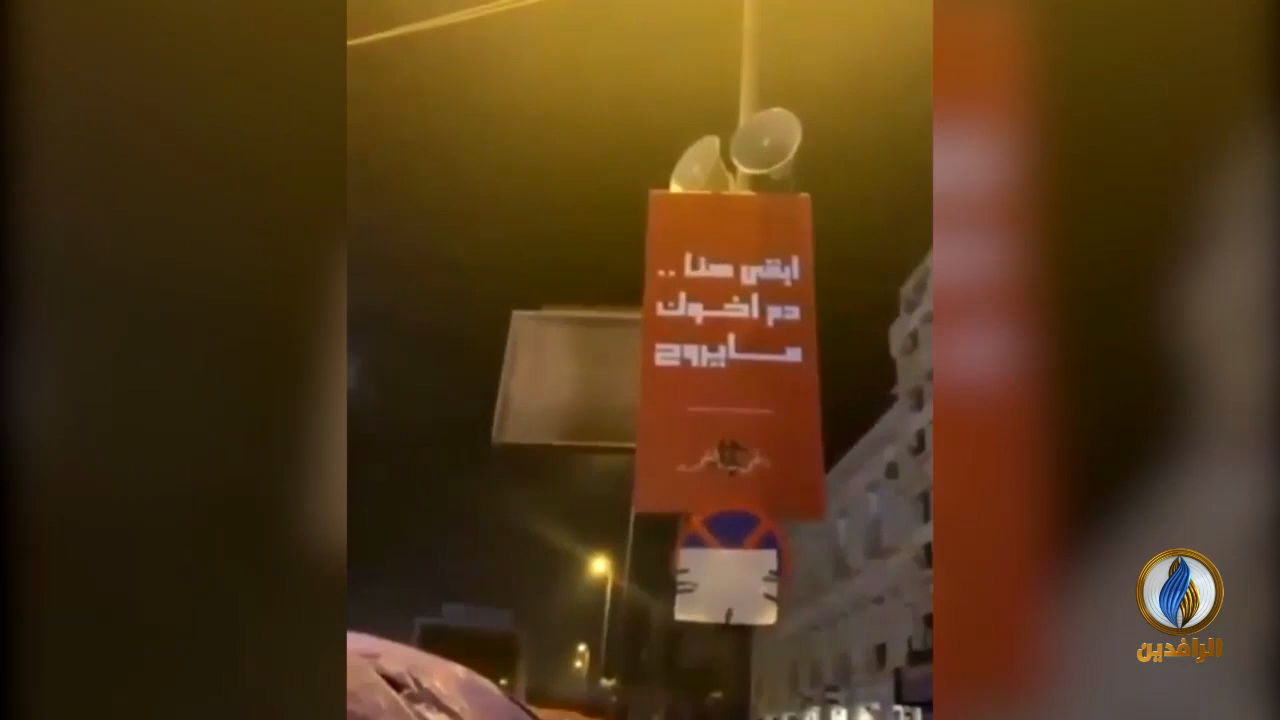 ابقى هنا ..
دم اخوك
مايروح
الرافدين